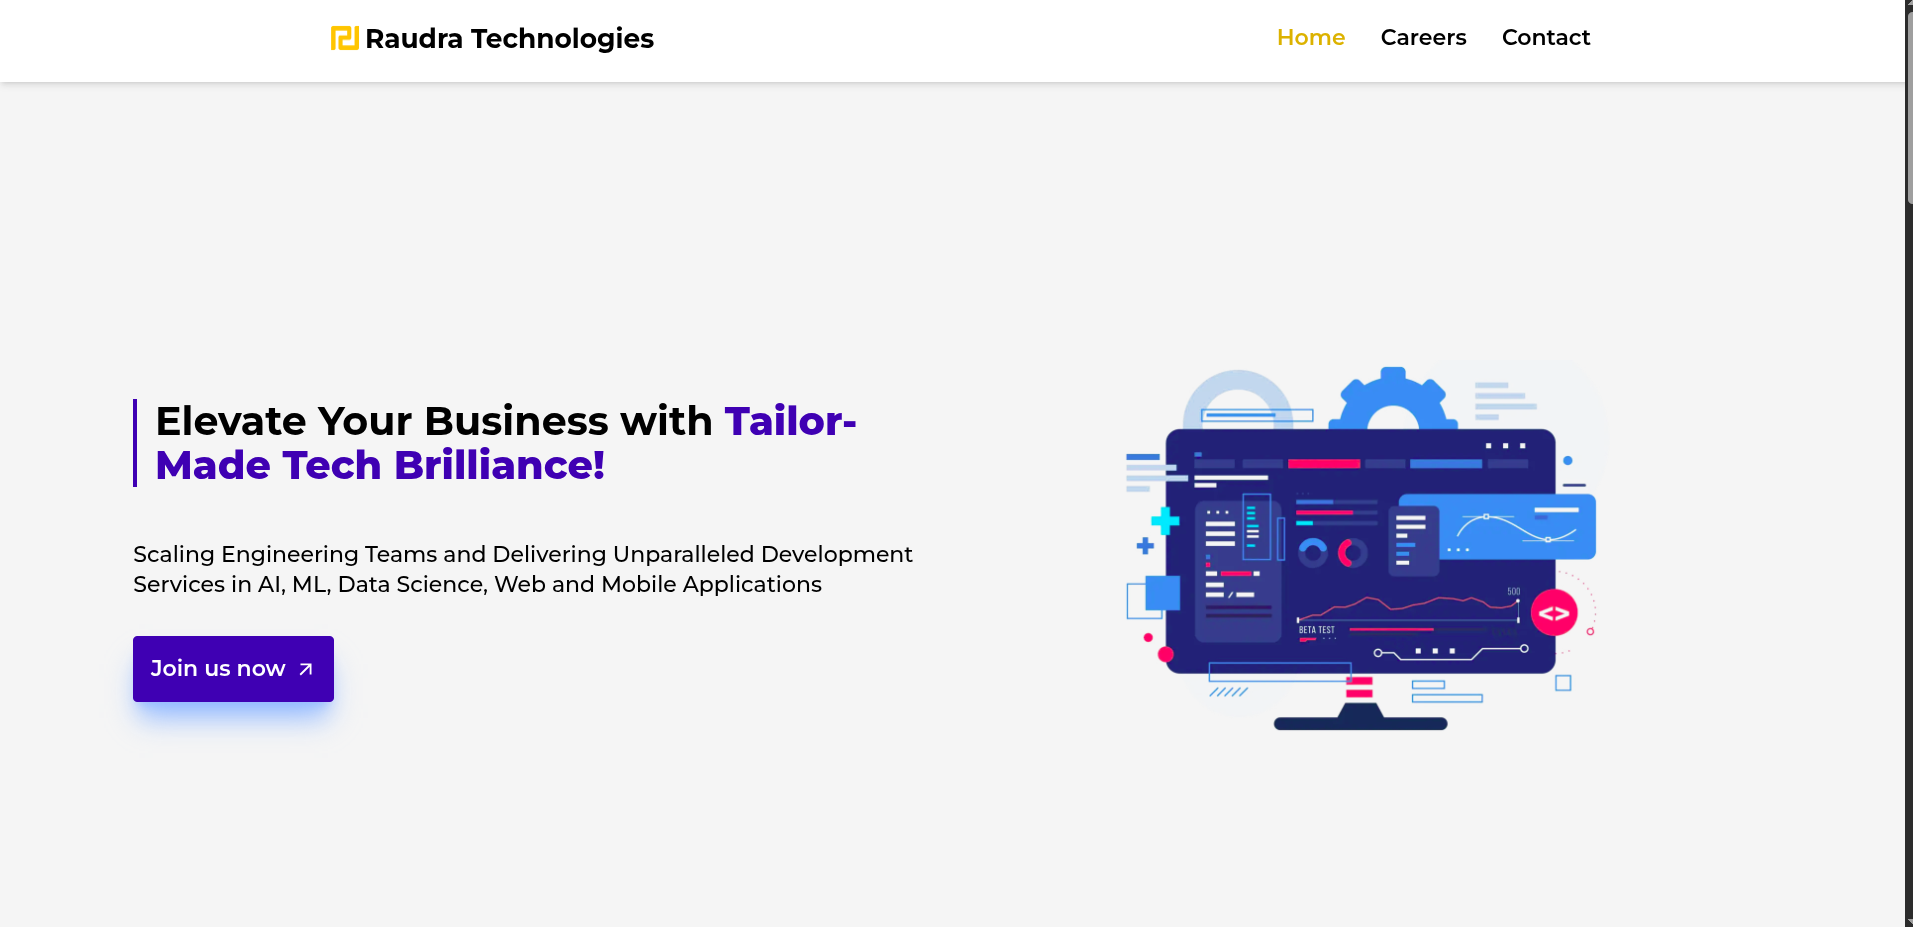 Raudra Technologies
Home Careers Contact
Elevate Your Business with Tailor-
Made Tech Brilliance!
Scaling Engineering Teams and Delivering Unparalleled Development
Services in AI, ML, Data Science, Web and Mobile Applications
Join us now
500
<>
BETA TEST